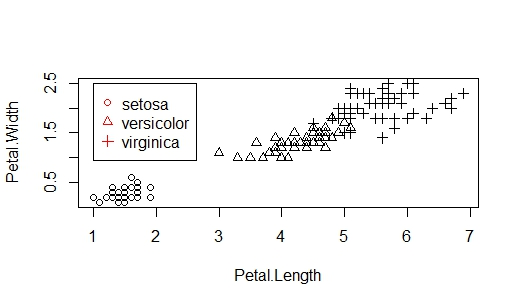 Petal.Width
2.5
1.5
0.5
setosa
versicolor
virginica
1 2 3 4 5 6 7
Petal.Length